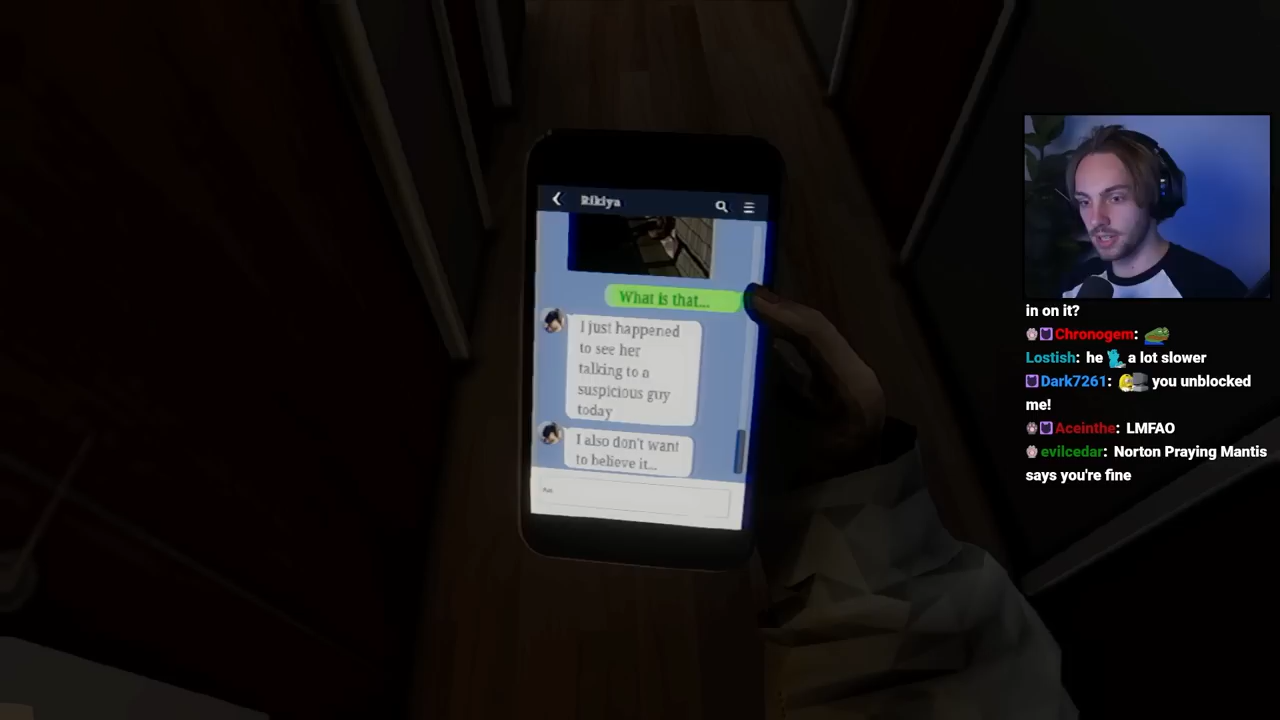 Rikiya
What is that...
I just happened
to see her
talking to a
suspicious guy
today
I also don't want
to believe it...
in on it?
Chronogem:
Lostish: he a lot slower
Dark7261: you unblocked
me!
Aceinthe: LMFAO
evilcedar: Norton Praying Mantis
says you're fine